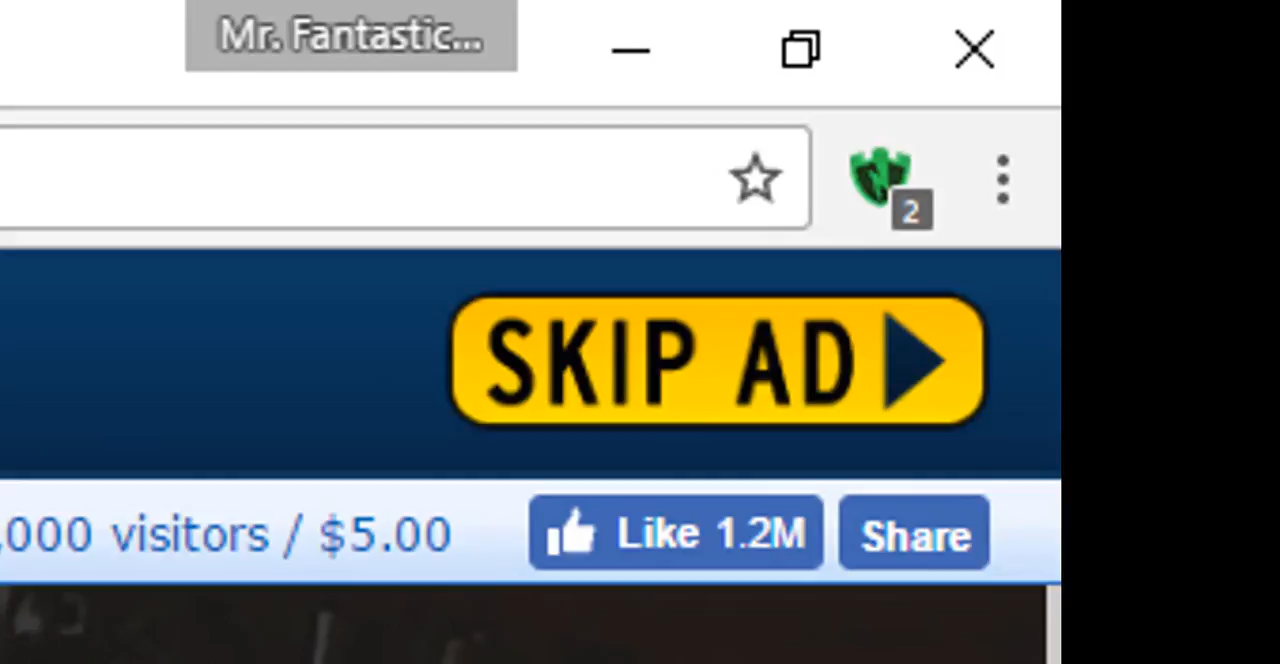 Mr. Fantastic...
2
SKIP AD
,000 visitors / $5.00
Like 1.2M
Share